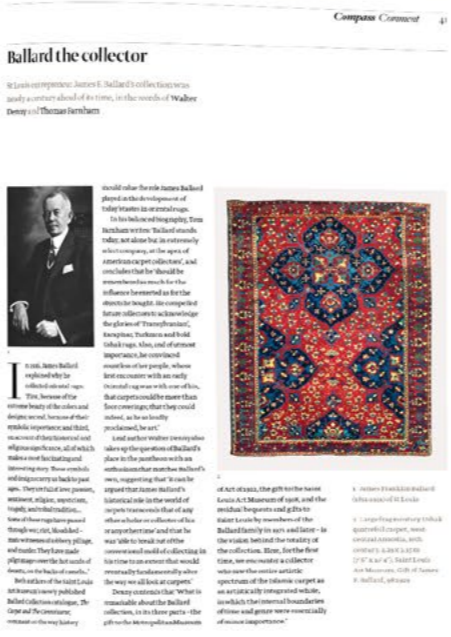 Compass Comment 41
Ballard the collector
St Louis entrepreneur James F. Ballard's collection was
nearly a century ahead of its time, in the words of Walter
Denny and Thomas Farnham
1
In 1916, James Ballard
explained why he
collected oriental rugs:
'First, because of the
extreme beauty of the colors and
designs; second, because of their
symbolic importance; and third,
on account of their historical and
religious significance, all of which
makes a most fascinating and
interesting story. These symbols
and designs carry us back to past
ages. They exhale love, passion,
sentiment, religion, mysticism,
tragedy, and tribal tradition...
Some of these rugs have passed
through war, riot, bloodshed –
mute witnesses of robbery, pillage,
and murder. They have made
pilgrimages over the hot sands of
deserts, on the backs of camels...'
Both authors of the Saint Louis
Art Museum's newly published
Ballard Collection catalogue, The
Carpet and the Connoisseur,
comment on the way history
should value the role James Ballard
played in the development of
today's tastes in oriental rugs.
In his balanced biography, Tom
Farnham writes: 'Ballard stands
today, not alone but in extremely
select company, at the apex of
American carpet collectors', and
concludes that he 'should be
remembered as much for the
influence he exerted as for the
objects he bought. He compelled
future collectors to acknowledge
the glories of 'Transylvanian',
Karapinar, Turkmen and bold
Ushak rugs. Also, and of utmost
importance, he convinced
countless other people, whose
first encounter with an early
Oriental rug was with one of his,
that carpets could be more than
floor coverings; that they could
indeed, as he so loudly
proclaimed, be art.'
Lead author Walter Denny also
takes up the question of Ballard's
place in the pantheon with an
enthusiasm that matches Ballard's
own, suggesting that 'it can be
argued that James Ballard's
historical role in the world of
carpets transcends that of any
other scholar or collector of his
or any other time' and that he
was 'able to break out of the
conventional mold of collecting in
his time to an extent that would
eventually fundamentally alter
the way we all look at carpets.'
Denny contends that 'What is
remarkable about the Ballard
collection, in its three parts – the
gift to the Metropolitan Museum
2
of Art of 1922, the gift to the Saint
Louis Art Museum of 1928, and the
residual bequests and gifts to
Saint Louis by members of the
Ballard family in 1972 and later – is
the vision behind the totality of
the collection. Here, for the first
time, we encounter a collector
who saw the entire artistic
spectrum of the Islamic carpet as
an artistically integrated whole,
in which the internal boundaries
of time and genre were essentially
of minor importance.'
1 James Franklin Ballard
of St Louis
2 Large fragmentary Ushak
quatrefoil carpet, west
central Anatolia,
century.
Saint Louis
Art Museum, Gift of James
F. Ballard,